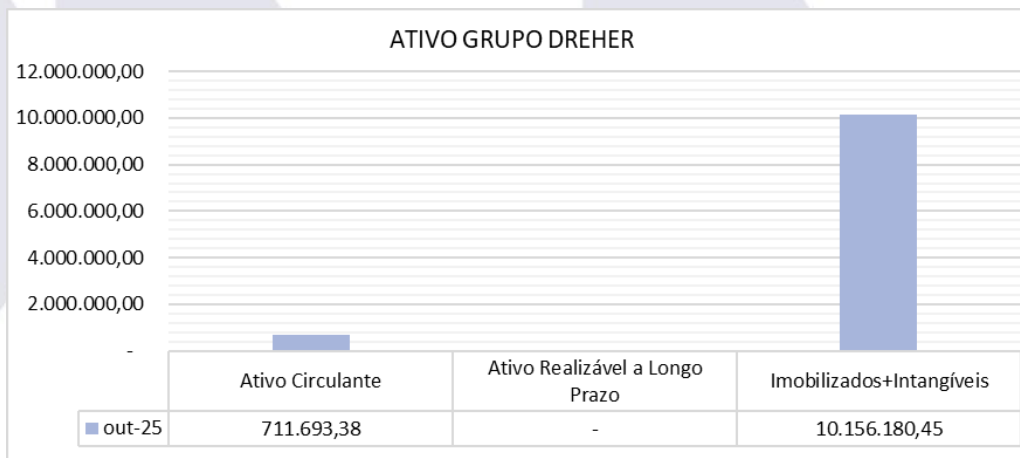 ATIVO GRUPO DREHER
12.000.000,00
10.000.000,00
8.000.000,00
6.000.000,00
4.000.000,00
2.000.000,00
-
Ativo Circulante
Ativo Realizável a Longo
Prazo
Imobilizados+Intangíveis
out-25
711.693,38
-
10.156.180,45